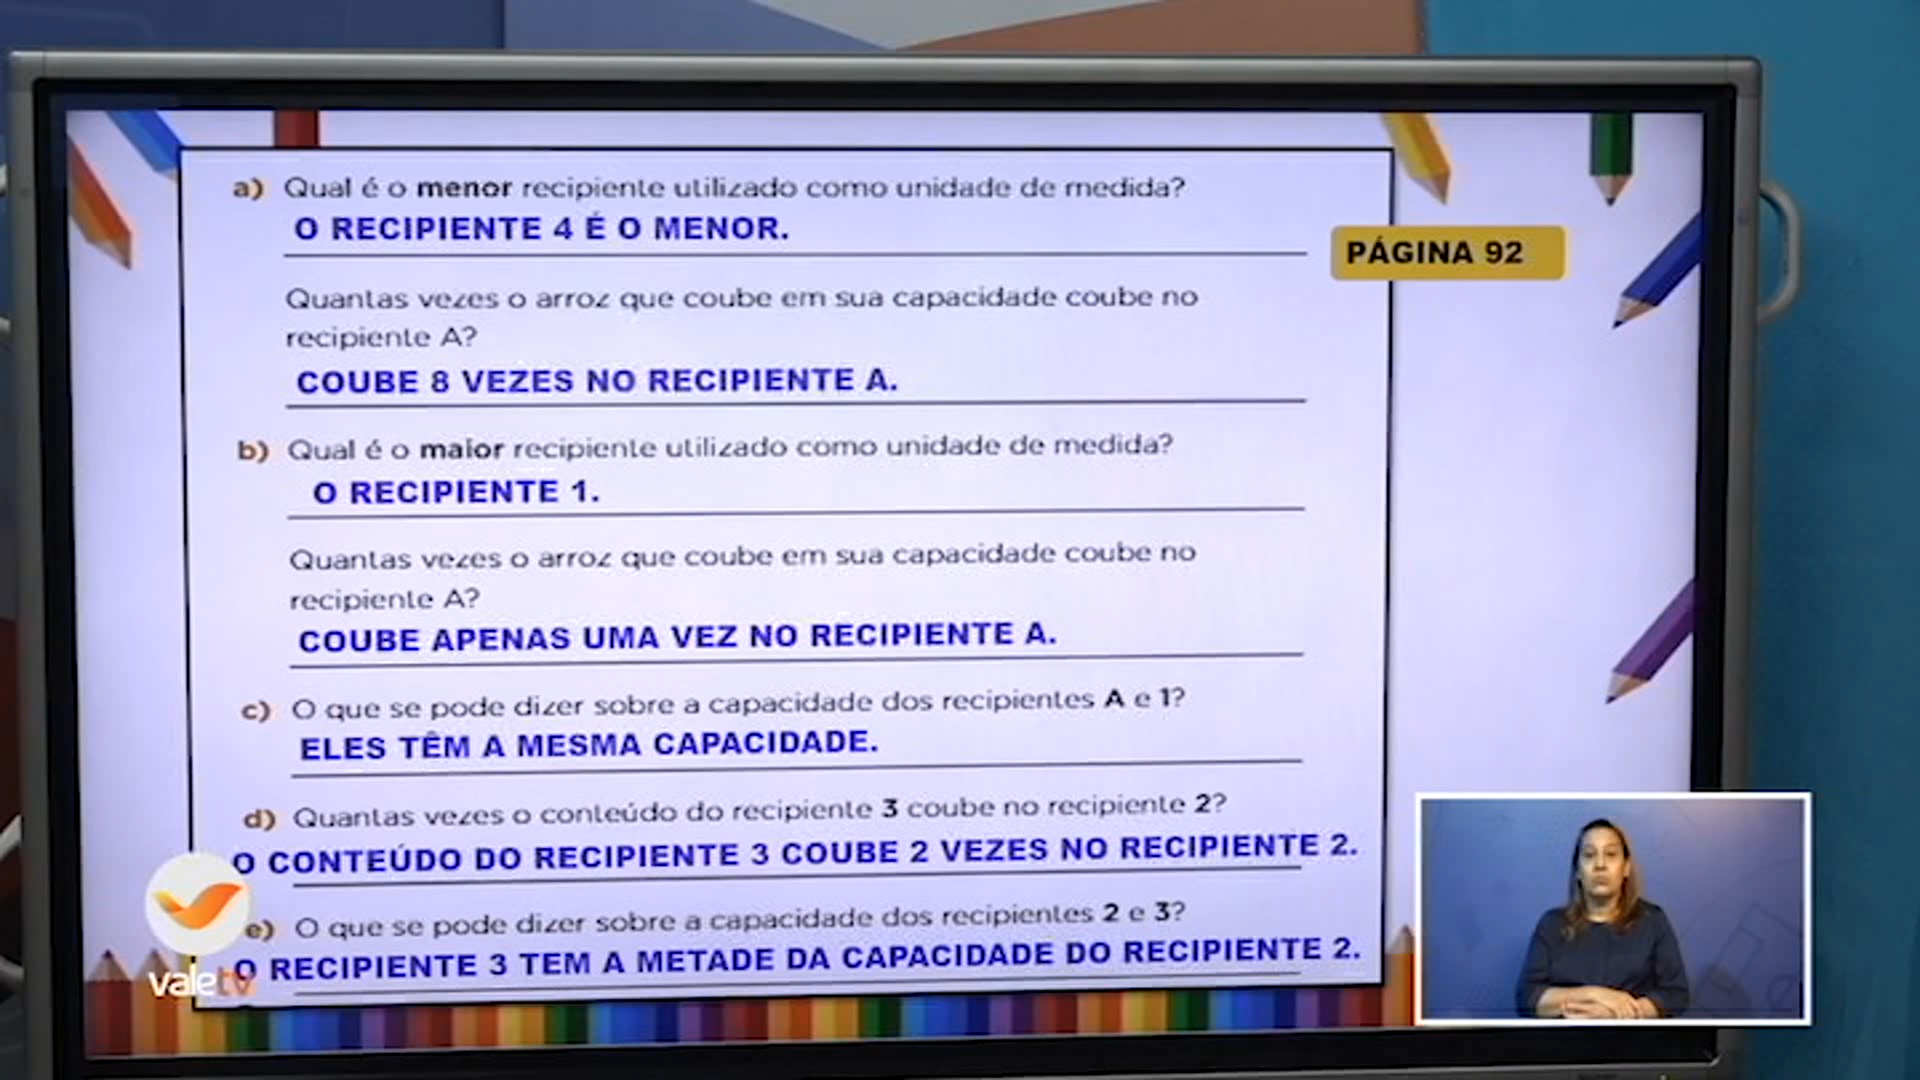 a) Qual é o menor recipiente utilizado como unidade de medida?
O RECIPIENTE 4 É O MENOR.
PÁGINA 92
Quantas vezes o arroz que coube em sua capacidade coube no
recipiente A?
COUBE 8 VEZES NO RECIPIENTE A.
b) Qual é o maior recipiente utilizado como unidade de medida?
O RECIPIENTE 1.
Quantas vezes o arroz que coube em sua capacidade coube no
recipiente A?
COUBE APENAS UMA VEZ NO RECIPIENTE A.
c) O que se pode dizer sobre a capacidade dos recipientes A e 1?
ELES TÊM A MESMA CAPACIDADE.
d) Quantas vezes o conteúdo do recipiente 3 coube no recipiente 2?
O CONTEÚDO DO RECIPIENTE 3 COUBE 2 VEZES NO RECIPIENTE 2.
e) O que se pode dizer sobre a capacidade dos recipientes 2 e 3?
O RECIPIENTE 3 TEM A METADE DA CAPACIDADE DO RECIPIENTE 2.
valetv